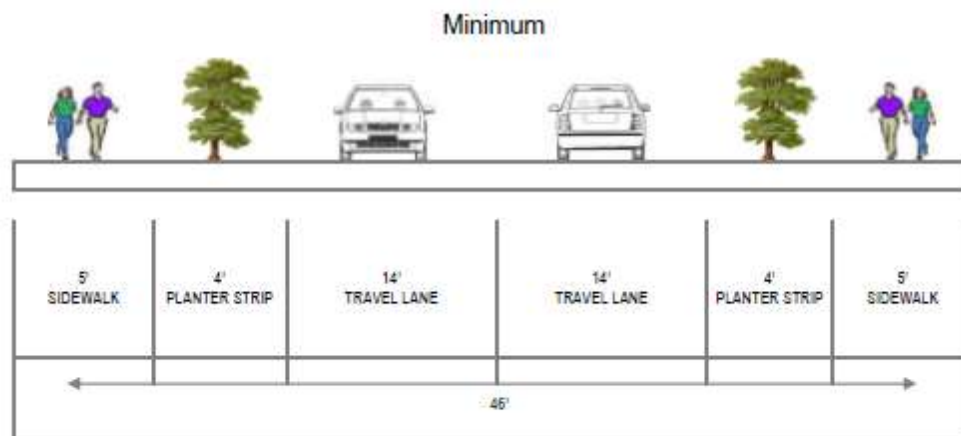 Minimum
5' 4' 14' 14' 4' 5'
SIDEWALK PLANTER STRIP TRAVEL LANE TRAVEL LANE PLANTER STRIP SIDEWALK
46'